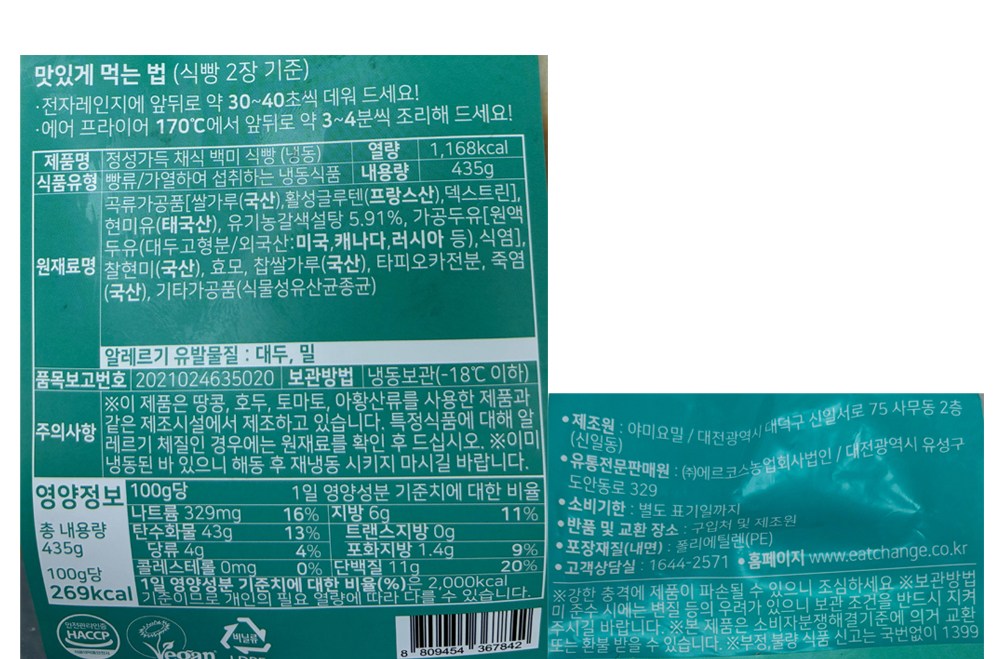 맛있게 먹는 법 (식빵 2장 기준)
·전자레인지에 앞뒤로 약 30~40초씩 데워 드세요!
·에어 프라이어 170℃에서 앞뒤로 약 3~4분씩 조리해 드세요!
제품명 정성가득 채식 백미 식빵 (냉동) 열량 1,168kcal
식품유형 빵류/가열하여 섭취하는 냉동식품 내용량 435g
원재료명
곡류가공품[쌀가루(국산),활성글루텐(프랑스산),덱스트린],
현미유(태국산), 유기농갈색설탕 5.91%, 가공두유[원액
두유(대두고형분/외국산:미국,캐나다,러시아 등),식염],
찰현미(국산), 효모, 찹쌀가루(국산), 타피오카전분, 죽염
(국산), 기타가공품(식물성유산균종균)
알레르기 유발물질 : 대두, 밀
품목보고번호 2021024635020 보관방법 냉동보관(-18℃ 이하)
주의사항
※이 제품은 땅콩, 호두, 토마토, 아황산류를 사용한 제품과
같은 제조시설에서 제조하고 있습니다. 특정식품에 대해 알
레르기 체질인 경우에는 원재료를 확인 후 드십시오. ※이미
냉동된 바 있으니 해동 후 재냉동 시키지 마시길 바랍니다.
영양정보 100g당 1일 영양성분 기준치에 대한 비율
총 내용량
435g
100g당
269kcal
나트륨 329mg 16% 지방 6g 11%
탄수화물 43g 13% 트랜스지방 0g
당류 4g 4% 포화지방 1.4g 9%
콜레스테롤 0mg 0% 단백질 11g 20%
1일 영양성분 기준치에 대한 비율(%)은 2,000kcal
기준이므로 개인의 필요 열량에 따라 다를 수 있습니다.
안전관리인증
HACCP
식품의약품안전처
Vegan
비닐류
LDPE
8 809454 367842
•제조원 : 야미요밀 / 대전광역시 대덕구 신일서로 75 사무동 2층
(신일동)
•유통전문판매원 : ㈜에르코스농업회사법인 / 대전광역시 유성구
도안동로 329
•소비기한 : 별도 표기일까지
•반품 및 교환 장소 : 구입처 및 제조원
•포장재질(내면) : 폴리에틸렌(PE)
•고객상담실 : 1644-2571 •홈페이지 www.eatchange.co.kr
※강한 충격에 제품이 파손될 수 있으니 조심하세요 ※보관방법
미 준수 시에는 변질 등의 우려가 있으니 보관 조건을 반드시 지켜
주시길 바랍니다. ※본 제품은 소비자분쟁해결기준에 의거 교환
또는 환불 받을 수 있습니다. ※부정,불량 식품 신고는 국번없이 1399